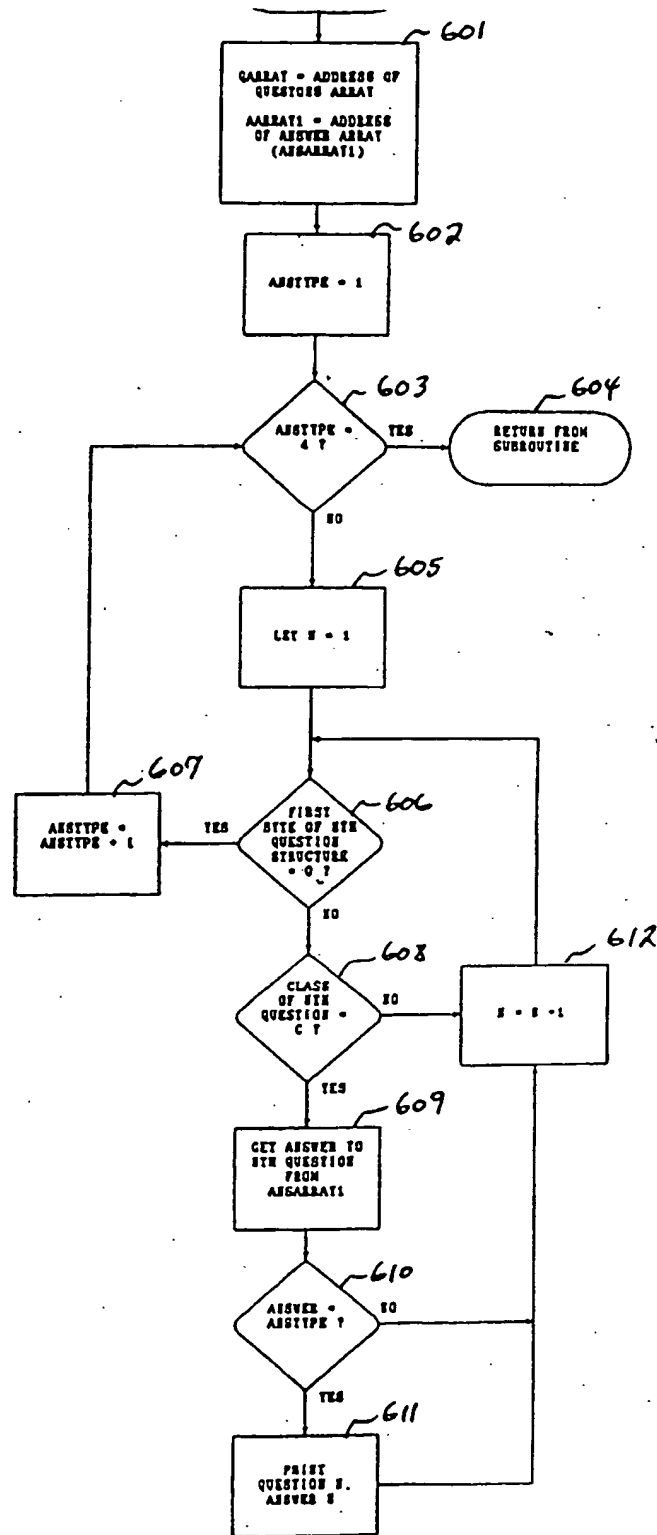 601
QARRAY = ADDRESS OF
QUESTONS ARRAY
AARRAY1 = ADDRESS
OF ANSWER ARRAY
(ANSARRAY1)
602
ANSTYPE = 1
603
ANSTYPE =
4 ?
YES
604
RETURN FROM
SUBROUTINE
NO
605
LET N = 1
607
ANSTYPE =
ANSTYPE + 1
YES
606
FIRST
BYTE OF NTH
QUESTION
STRUCTURE
= 0 ?
NO
608
CLASS
OF NTH
QUESTION =
C ?
NO
612
N = N +1
YES
609
GET ANSWER TO
NTH QUESTION
FROM
ANSARRAY1
610
ANSWER =
ANSTYPE ?
NO
YES
611
PRINT
QUESTION N,
ANSWER N